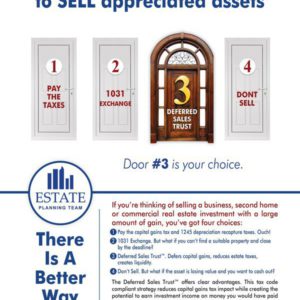 to SELL appreciated assets
1
PAY
THE
TAXES
2
1031
EXCHANGE
3
DEFERRED
SALES
TRUST
4
DONT
SELL
Door #3 is your choice.
ESTATE
PLANNING TEAM
There
Is A
Better
Way
If you're thinking of selling a business, second home
or commercial real estate investment with a large
amount of gain, you've got four choices:
1 Pay the capital gains tax and 1245 depreciation recapture taxes. Ouch!
2 1031 Exchange. But what if you can't find a suitable property and close
by the deadline?
3 Deferred Sales Trust™. Defers capital gains, reduces estate taxes,
creates liquidity.
4 Don't Sell. But what if the asset is losing value and you want to cash out?
The Deferred Sales Trust™ offers clear advantages. This tax code
compliant strategy reduces capital gains tax impact while creating the
potential to earn investment income on money you would have paid